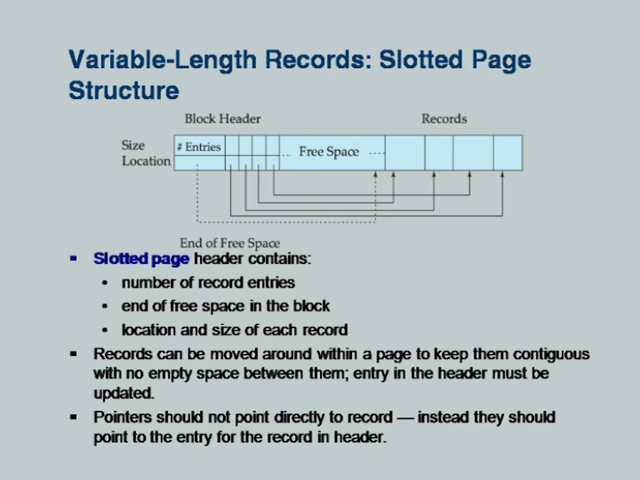 Variable-Length Records: Slotted Page
Structure
Block Header
Records
Size
Location
# Entries
Free Space
End of Free Space
▪ Slotted page header contains:
• number of record entries
• end of free space in the block
• location and size of each record
▪ Records can be moved around within a page to keep them contiguous
with no empty space between them; entry in the header must be
updated.
▪ Pointers should not point directly to record — instead they should
point to the entry for the record in header.